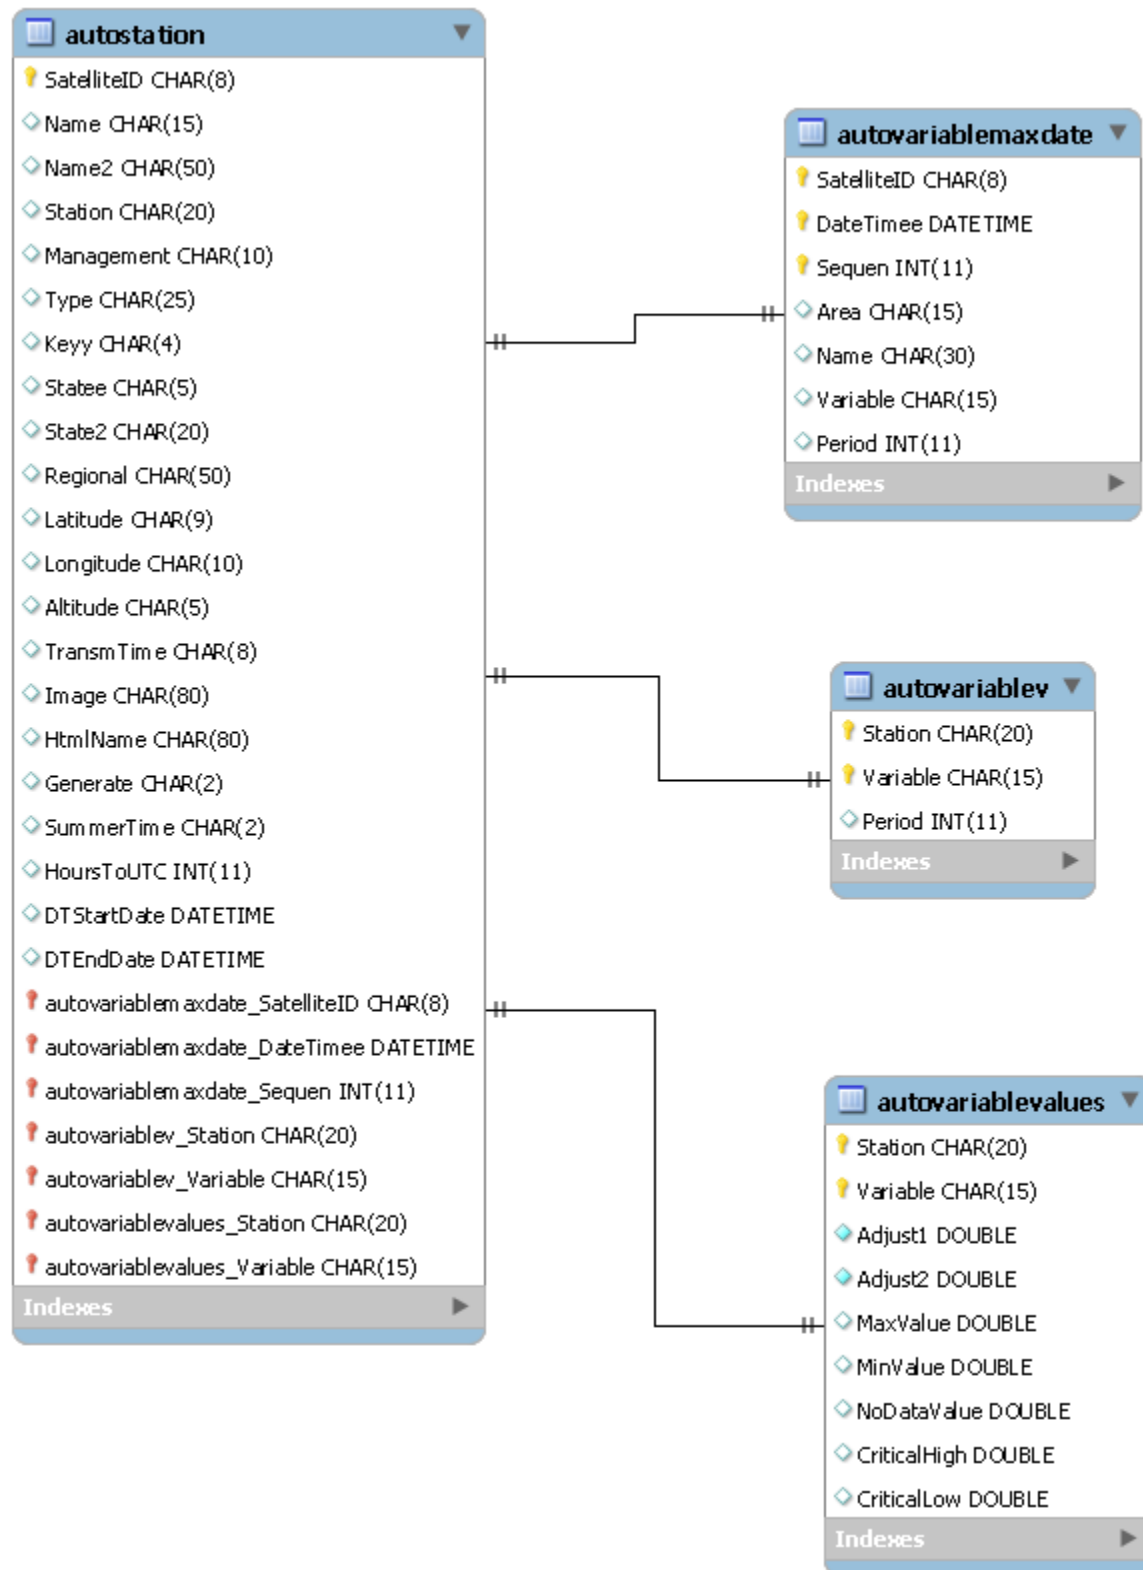 autostation
SatelliteID CHAR(8)
Name CHAR(15)
Name2 CHAR(50)
Station CHAR(20)
Management CHAR(10)
Type CHAR(25)
Keyy CHAR(4)
Statee CHAR(5)
State2 CHAR(20)
Regional CHAR(50)
Latitude CHAR(9)
Longitude CHAR(10)
Altitude CHAR(5)
TransmTime CHAR(8)
Image CHAR(80)
HtmlName CHAR(80)
Generate CHAR(2)
SummerTime CHAR(2)
HoursToUTC INT(11)
DTStartDate DATETIME
DTEndDate DATETIME
autovariablemaxdate_SatelliteID CHAR(8)
autovariablemaxdate_DateTimee DATETIME
autovariablemaxdate_Sequen INT(11)
autovariablev_Station CHAR(20)
autovariablev_Variable CHAR(15)
autovariablevalues_Station CHAR(20)
autovariablevalues_Variable CHAR(15)
Indexes
autovariablemaxdate
SatelliteID CHAR(8)
DateTimee DATETIME
Sequen INT(11)
Area CHAR(15)
Name CHAR(30)
Variable CHAR(15)
Period INT(11)
Indexes
autovariablev
Station CHAR(20)
Variable CHAR(15)
Period INT(11)
Indexes
autovariablevalues
Station CHAR(20)
Variable CHAR(15)
Adjust1 DOUBLE
Adjust2 DOUBLE
MaxValue DOUBLE
MinValue DOUBLE
NoDataValue DOUBLE
CriticalHigh DOUBLE
CriticalLow DOUBLE
Indexes